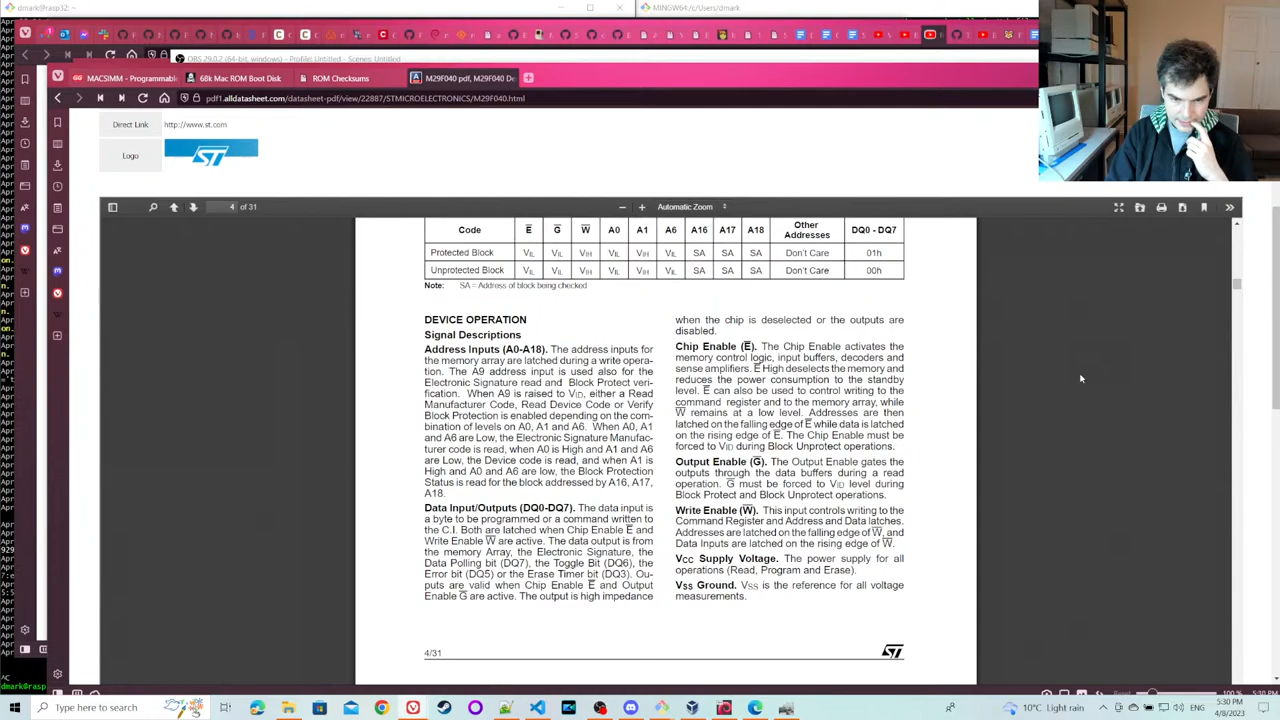 dmark@rasp32: ~
MINGW64:/c/Users/dmark
OBS 29.0.2 (64-bit, windows) - Profile: Untitled - Scenes: Untitled
MACSIMM - Programmable
68k Mac ROM Boot Disk
ROM Checksums
M29F040 pdf, M29F040 De
pdf1.alldatasheet.com/datasheet-pdf/view/22887/STMICROELECTRONICS/M29F040.html
Direct Link http://www.st.com
Logo ST
4 of 31
Automatic Zoom
Code E G W A0 A1 A6 A16 A17 A18 Other Addresses DQ0 - DQ7
Protected Block VIL VIL VIH VIL VIH VIL SA SA SA Don't Care 01h
Unprotected Block VIL VIL VIH VIL VIH VIL SA SA SA Don't Care 00h
Note: SA = Address of block being checked
DEVICE OPERATION
Signal Descriptions
Address Inputs (A0-A18). The address inputs for
the memory array are latched during a write opera-
tion. The A9 address input is used also for the
Electronic Signature read and Block Protect veri-
fication. When A9 is raised to VID, either a Read
Manufacturer Code, Read Device Code or Verify
Block Protection is enabled depending on the com-
bination of levels on A0, A1 and A6. When A0, A1
and A6 are Low, the Electronic Signature Manufac-
turer code is read, when A0 is High and A1 and A6
are Low, the Device code is read, and when A1 is
High and A0 and A6 are low, the Block Protection
Status is read for the block addressed by A16, A17,
A18.
Data Input/Outputs (DQ0-DQ7). The data input is
a byte to be programmed or a command written to
the C.I. Both are latched when Chip Enable E and
Write Enable W are active. The data output is from
the memory Array, the Electronic Signature, the
Data Polling bit (DQ7), the Toggle Bit (DQ6), the
Error bit (DQ5) or the Erase Timer bit (DQ3). Ou-
puts are valid when Chip Enable E and Output
Enable G are active. The output is high impedance
when the chip is deselected or the outputs are
disabled.
Chip Enable (E). The Chip Enable activates the
memory control logic, input buffers, decoders and
sense amplifiers. E High deselects the memory and
reduces the power consumption to the standby
level. E can also be used to control writing to the
command register and to the memory array, while
W remains at a low level. Addresses are then
latched on the falling edge of E while data is latched
on the rising edge of E. The Chip Enable must be
forced to VID during Block Unprotect operations.
Output Enable (G). The Output Enable gates the
outputs through the data buffers during a read
operation. G must be forced to VID level during
Block Protect and Block Unprotect operations.
Write Enable (W). This input controls writing to the
Command Register and Address and Data latches.
Addresses are latched on the falling edge of W, and
Data Inputs are latched on the rising edge of W.
VCC Supply Voltage. The power supply for all
operations (Read, Program and Erase).
VSS Ground. VSS is the reference for all voltage
measurements.
4/31
ST
^C
dmark@rasp
Reset 100 %
Type here to search
10°C Light rain
5:30 PM
4/8/2023